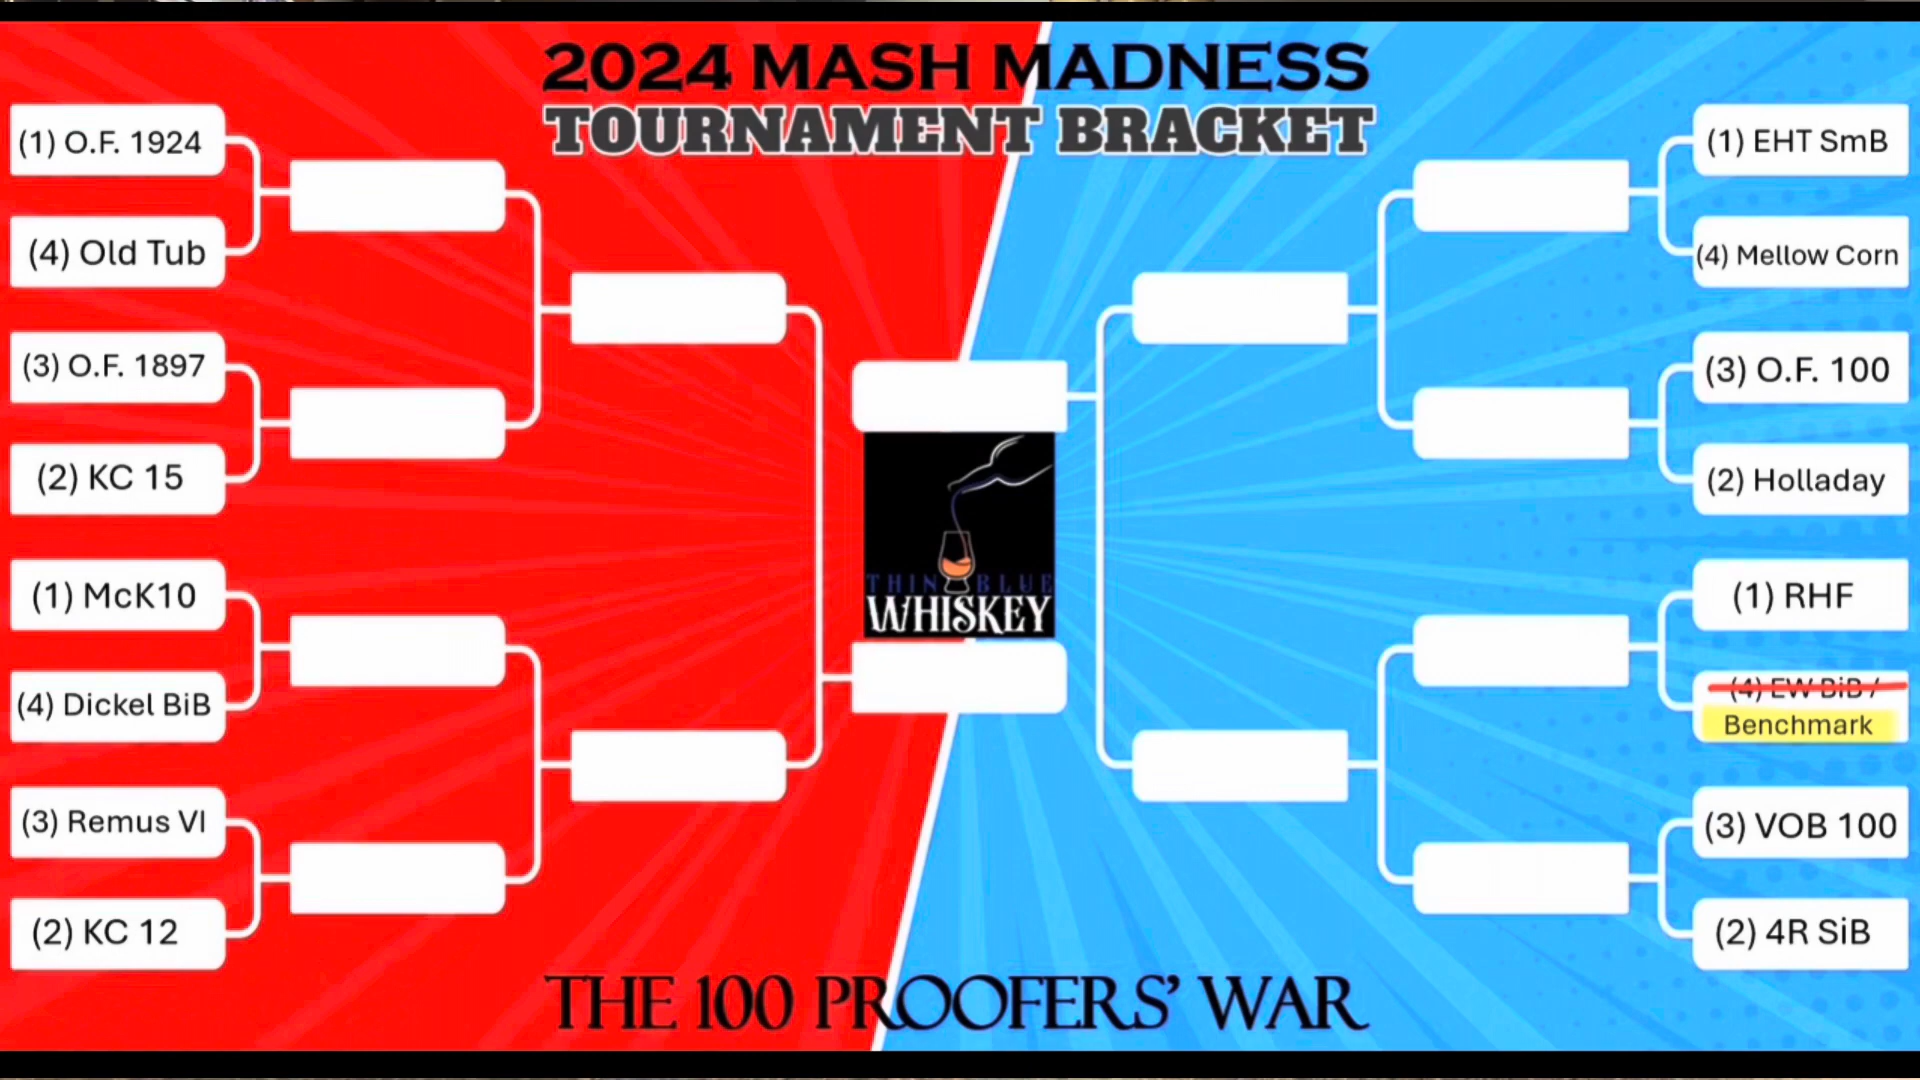 2024 MASH MADNESS
TOURNAMENT BRACKET
(1) O.F. 1924
(4) Old Tub
(3) O.F. 1897
(2) KC 15
(1) McK10
(4) Dickel BiB
(3) Remus VI
(2) KC 12
THIN BLUE
WHISKEY
(1) EHT SmB
(4) Mellow Corn
(3) O.F. 100
(2) Holladay
(1) RHF
(4) EW BiB /
Benchmark
(3) VOB 100
(2) 4R SiB
THE 100 PROOFERS' WAR